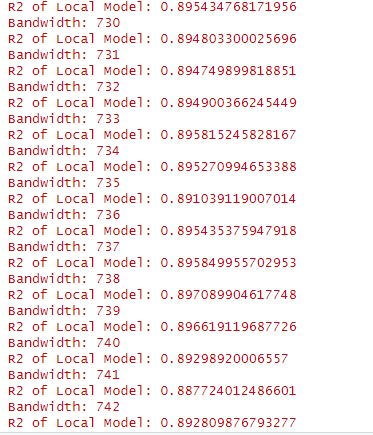 R2 of Local Model: 0.895434768171956
Bandwidth: 730
R2 of Local Model: 0.894803300025696
Bandwidth: 731
R2 of Local Model: 0.894749899818851
Bandwidth: 732
R2 of Local Model: 0.894900366245449
Bandwidth: 733
R2 of Local Model: 0.895815245828167
Bandwidth: 734
R2 of Local Model: 0.895270994653388
Bandwidth: 735
R2 of Local Model: 0.891039119007014
Bandwidth: 736
R2 of Local Model: 0.895435375947918
Bandwidth: 737
R2 of Local Model: 0.895849955702953
Bandwidth: 738
R2 of Local Model: 0.897089904617748
Bandwidth: 739
R2 of Local Model: 0.896619119687726
Bandwidth: 740
R2 of Local Model: 0.89298920006557
Bandwidth: 741
R2 of Local Model: 0.887724012486601
Bandwidth: 742
R2 of Local Model: 0.892809876793277